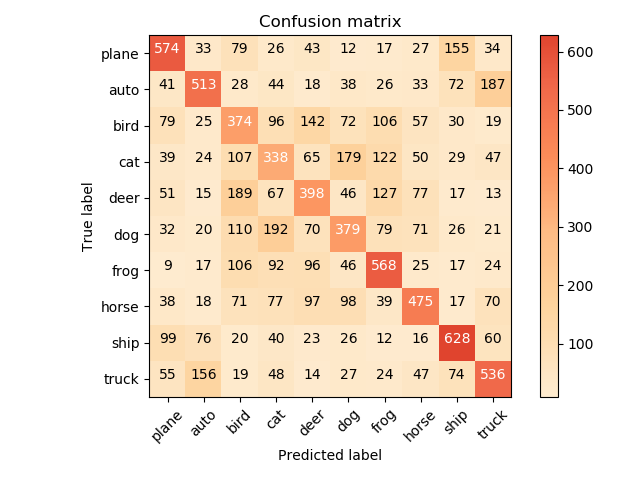 Confusion matrix
plane 574 33 79 26 43 12 17 27 155 34
auto 41 513 28 44 18 38 26 33 72 187
bird 79 25 374 96 142 72 106 57 30 19
cat 39 24 107 338 65 179 122 50 29 47
deer 51 15 189 67 398 46 127 77 17 13
dog 32 20 110 192 70 379 79 71 26 21
frog 9 17 106 92 96 46 568 25 17 24
horse 38 18 71 77 97 98 39 475 17 70
ship 99 76 20 40 23 26 12 16 628 60
truck 55 156 19 48 14 27 24 47 74 536
plane auto bird cat deer dog frog horse ship truck
Predicted label
True label
600
500
400
300
200
100